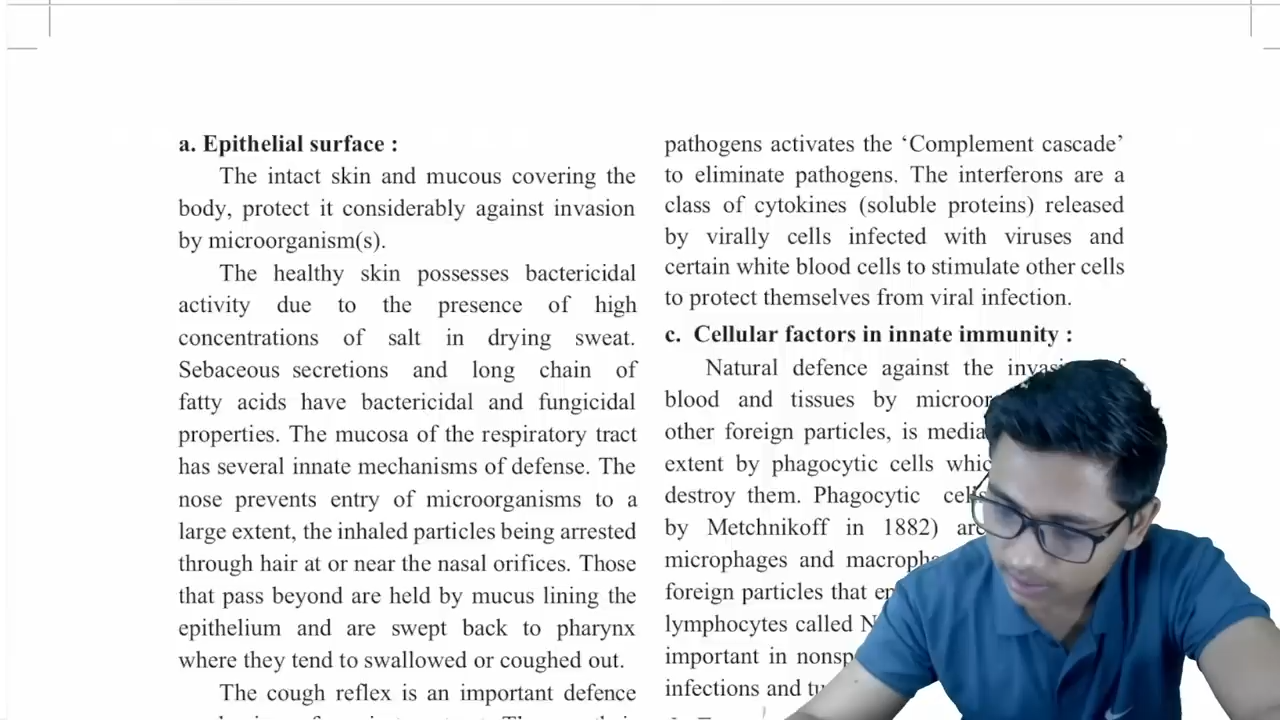 a. Epithelial surface :
The intact skin and mucous covering the
body, protect it considerably against invasion
by microorganism(s).
The healthy skin possesses bactericidal
activity due to the presence of high
concentrations of salt in drying sweat.
Sebaceous secretions and long chain of
fatty acids have bactericidal and fungicidal
properties. The mucosa of the respiratory tract
has several innate mechanisms of defense. The
nose prevents entry of microorganisms to a
large extent, the inhaled particles being arrested
through hair at or near the nasal orifices. Those
that pass beyond are held by mucus lining the
epithelium and are swept back to pharynx
where they tend to swallowed or coughed out.
The cough reflex is an important defence
pathogens activates the ‘Complement cascade’
to eliminate pathogens. The interferons are a
class of cytokines (soluble proteins) released
by virally cells infected with viruses and
certain white blood cells to stimulate other cells
to protect themselves from viral infection.
c. Cellular factors in innate immunity :
Natural defence against the
blood and tissues by
other foreign particles, is
extent by phagocytic cells
destroy them. Phagocytic
by Metchnikoff in 1882)
microphages and
foreign particles that
lymphocytes called
important in
infections and